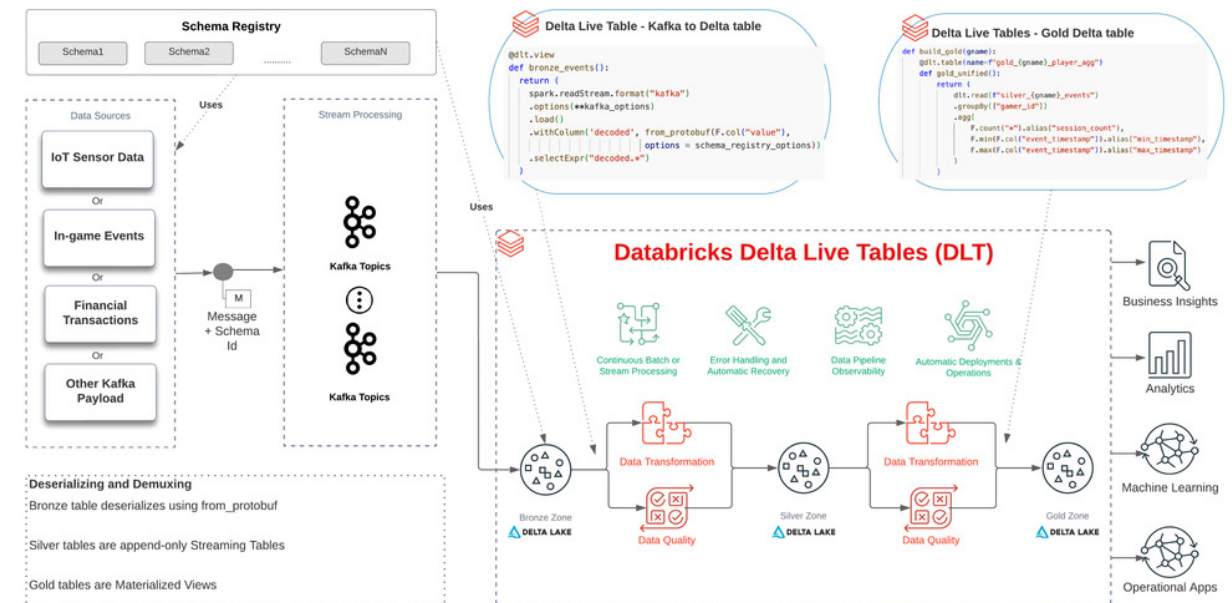 Schema Registry
Schema1
Schema2
..........
SchemaN
Uses
Data Sources
IoT Sensor Data
Or
In-game Events
Or
Financial
Transactions
Or
Other Kafka
Payload
M
Message
+ Schema
Id
Stream Processing
Kafka Topics
Kafka Topics
Deserializing and Demuxing
Bronze table deserializes using from_protobuf
Silver tables are append-only Streaming Tables
Gold tables are Materialized Views
Delta Live Table - Kafka to Delta table
@dlt.view
def bronze_events():
return (
spark.readStream.format("kafka")
.options(**kafka_options)
.load()
.withColumn('decoded', from_protobuf(F.col("value"),
options = schema_registry_options))
.selectExpr("decoded.*")
)
Delta Live Tables - Gold Delta table
def build_gold(gname):
@dlt.table(name=f"gold_{gname}_player_agg")
def gold_unified():
return (
dlt.read(f"silver_{gname}_events")
.groupBy(["gamer_id"])
.agg(
F.count("*").alias("session_count"),
F.min(F.col("event_timestamp")).alias("min_timestamp"),
F.max(F.col("event_timestamp")).alias("max_timestamp")
)
)
Uses
Databricks Delta Live Tables (DLT)
Continuous Batch or
Stream Processing
Error Handling and
Automatic Recovery
Data Pipeline
Observability
Automatic Deployments &
Operations
Data Transformation
Data Quality
Data Transformation
Data Quality
Bronze Zone
DELTA LAKE
Silver Zone
DELTA LAKE
Gold Zone
DELTA LAKE
Business Insights
Analytics
Machine Learning
Operational Apps